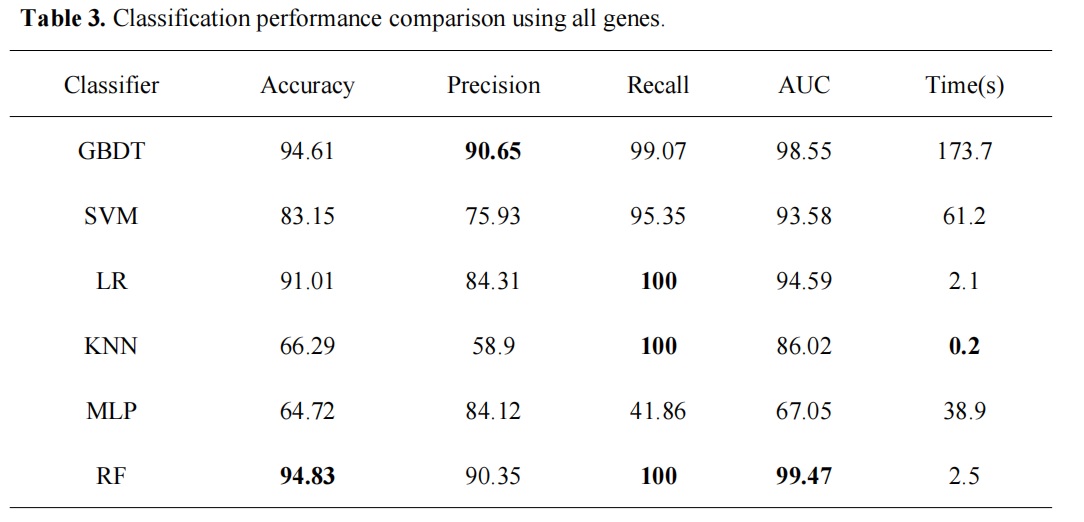 Table 3. Classification performance comparison using all genes.
Classifier Accuracy Precision Recall AUC Time(s)
GBDT 94.61 90.65 99.07 98.55 173.7
SVM 83.15 75.93 95.35 93.58 61.2
LR 91.01 84.31 100 94.59 2.1
KNN 66.29 58.9 100 86.02 0.2
MLP 64.72 84.12 41.86 67.05 38.9
RF 94.83 90.35 100 99.47 2.5